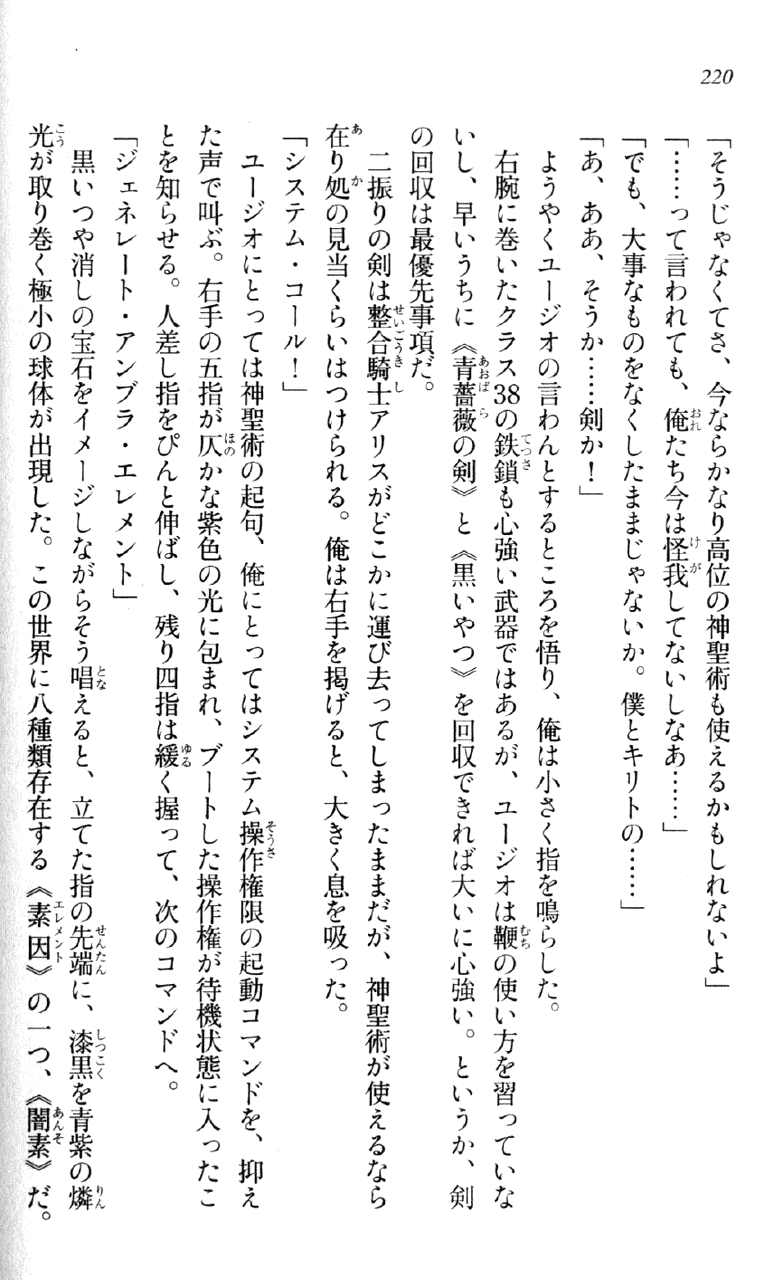 220
「そうじゃなくてさ、今ならかなり高位の神聖術も使えるかもしれないよ」
「……って言われても、俺たち今は怪我してないしなあ……」
「でも、大事なものをなくしたままじゃないか。僕とキリトの……」
「あ、ああ、そうか……剣か！」
　ようやくユージオの言わんとするところを悟り、俺は小さく指を鳴らした。
　右腕に巻いたクラス38の鉄鎖も心強い武器ではあるが、ユージオは鞭の使い方を習っていな
いし、早いうちに《青薔薇の剣》と《黒いやつ》を回収できれば大いに心強い。というか、剣
の回収は最優先事項だ。
　二振りの剣は整合騎士アリスがどこかに運び去ってしまったままだが、神聖術が使えるなら
在り処の見当くらいはつけられる。俺は右手を掲げると、大きく息を吸った。
「システム・コール！」
　ユージオにとっては神聖術の起句、俺にとってはシステム操作権限の起動コマンドを、抑え
た声で叫ぶ。右手の五指が仄かな紫色の光に包まれ、ブートした操作権が待機状態に入ったこ
とを知らせる。人差し指をぴんと伸ばし、残り四指は緩く握って、次のコマンドへ。
「ジェネレート・アンブラ・エレメント」
　黒いつや消しの宝石をイメージしながらそう唱えると、立てた指の先端に、漆黒を青紫の燐
光が取り巻く極小の球体が出現した。この世界に八種類存在する《素因》の一つ、《闇素》だ。